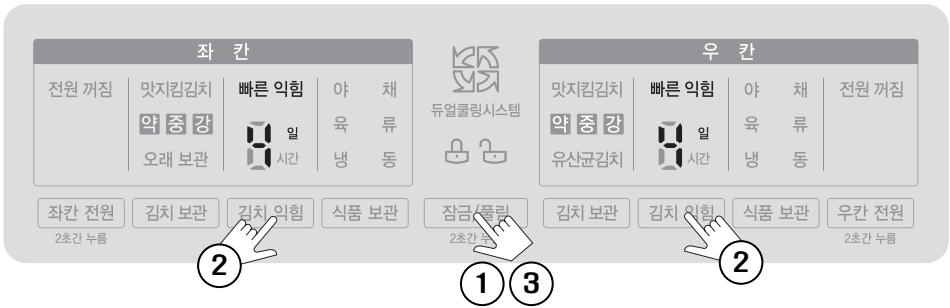 좌 칸
전원 꺼짐 맛지킴김치 빠른 익힘 야 채
약 중 강 4 일 육 류
오래 보관 시간 냉 동
듀얼쿨링시스템
우 칸
맛지킴김치 빠른 익힘 야 채 전원 꺼짐
약 중 강 4 일 육 류
유산균김치 시간 냉 동
좌칸 전원 김치 보관 김치 익힘 식품 보관 잠금/풀림 김치 보관 김치 익힘 식품 보관 우칸 전원
2초간 누름 2초간 누름 2초간 누름
2 1 3 2